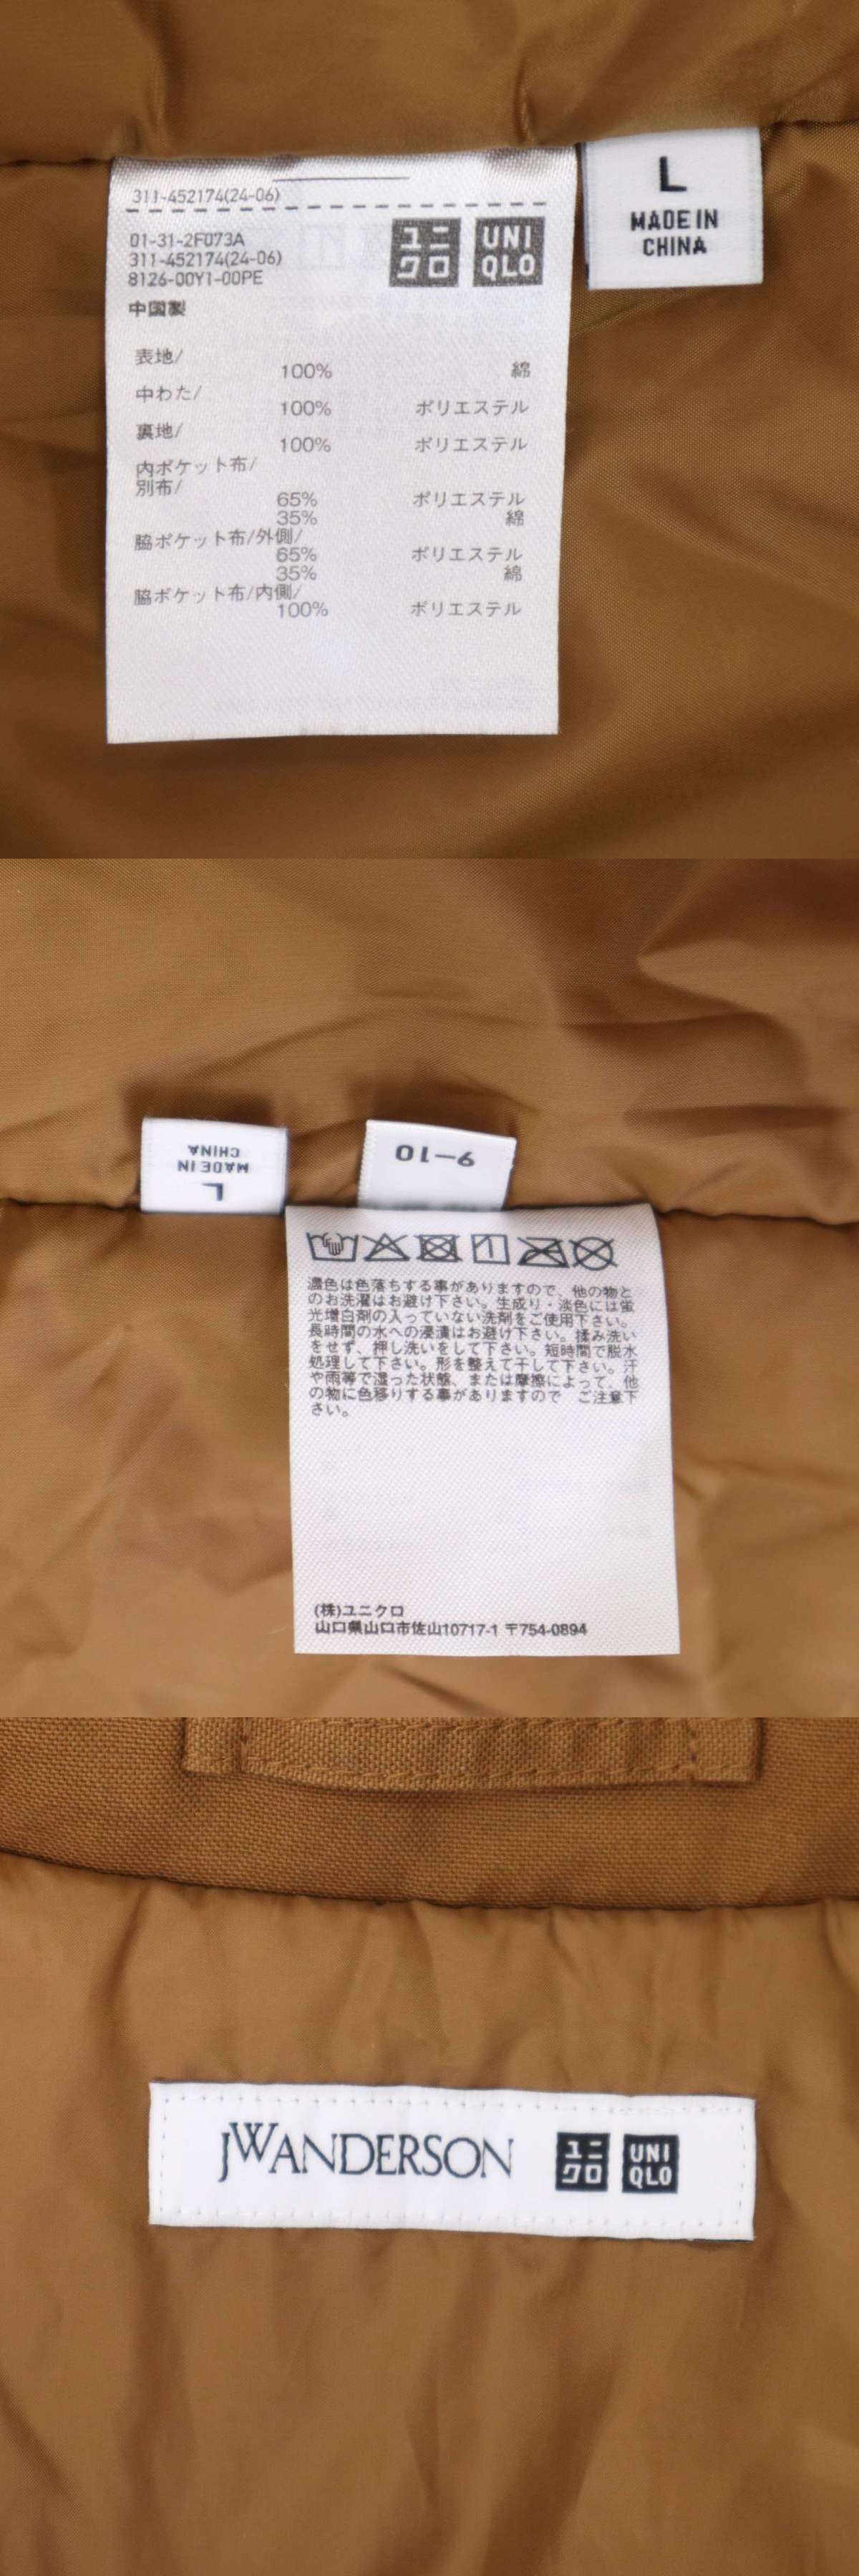 311-452174(24-06)
01-31-2F073A
311-452174(24-06)
8126-00Y1-00PE
中国製
ユニクロ UNIQLO
L
MADE IN
CHINA
表地/
100% 綿
中わた/
100% ポリエステル
裏地/
100% ポリエステル
内ポケット布/
別布/
65% ポリエステル
35% 綿
脇ポケット布/外側/
65% ポリエステル
35% 綿
脇ポケット布/内側/
100% ポリエステル
L
MADE IN
CHINA
9-10
濃色は色落ちする事がありますので、他の物と
のお洗濯はお避け下さい。生成り・淡色には蛍
光増白剤の入っていない洗剤をご使用下さい。
長時間の水への浸漬はお避け下さい。揉み洗い
をせず、押し洗いをして下さい。短時間で脱水
処理して下さい。形を整えて干して下さい。汗
や雨等で湿った状態、または摩擦によって、他
の物に色移りする事がありますので ご注意下
さい。
(株)ユニクロ
山口県山口市佐山10717-1 〒754-0894
JWANDERSON ユニクロ UNIQLO